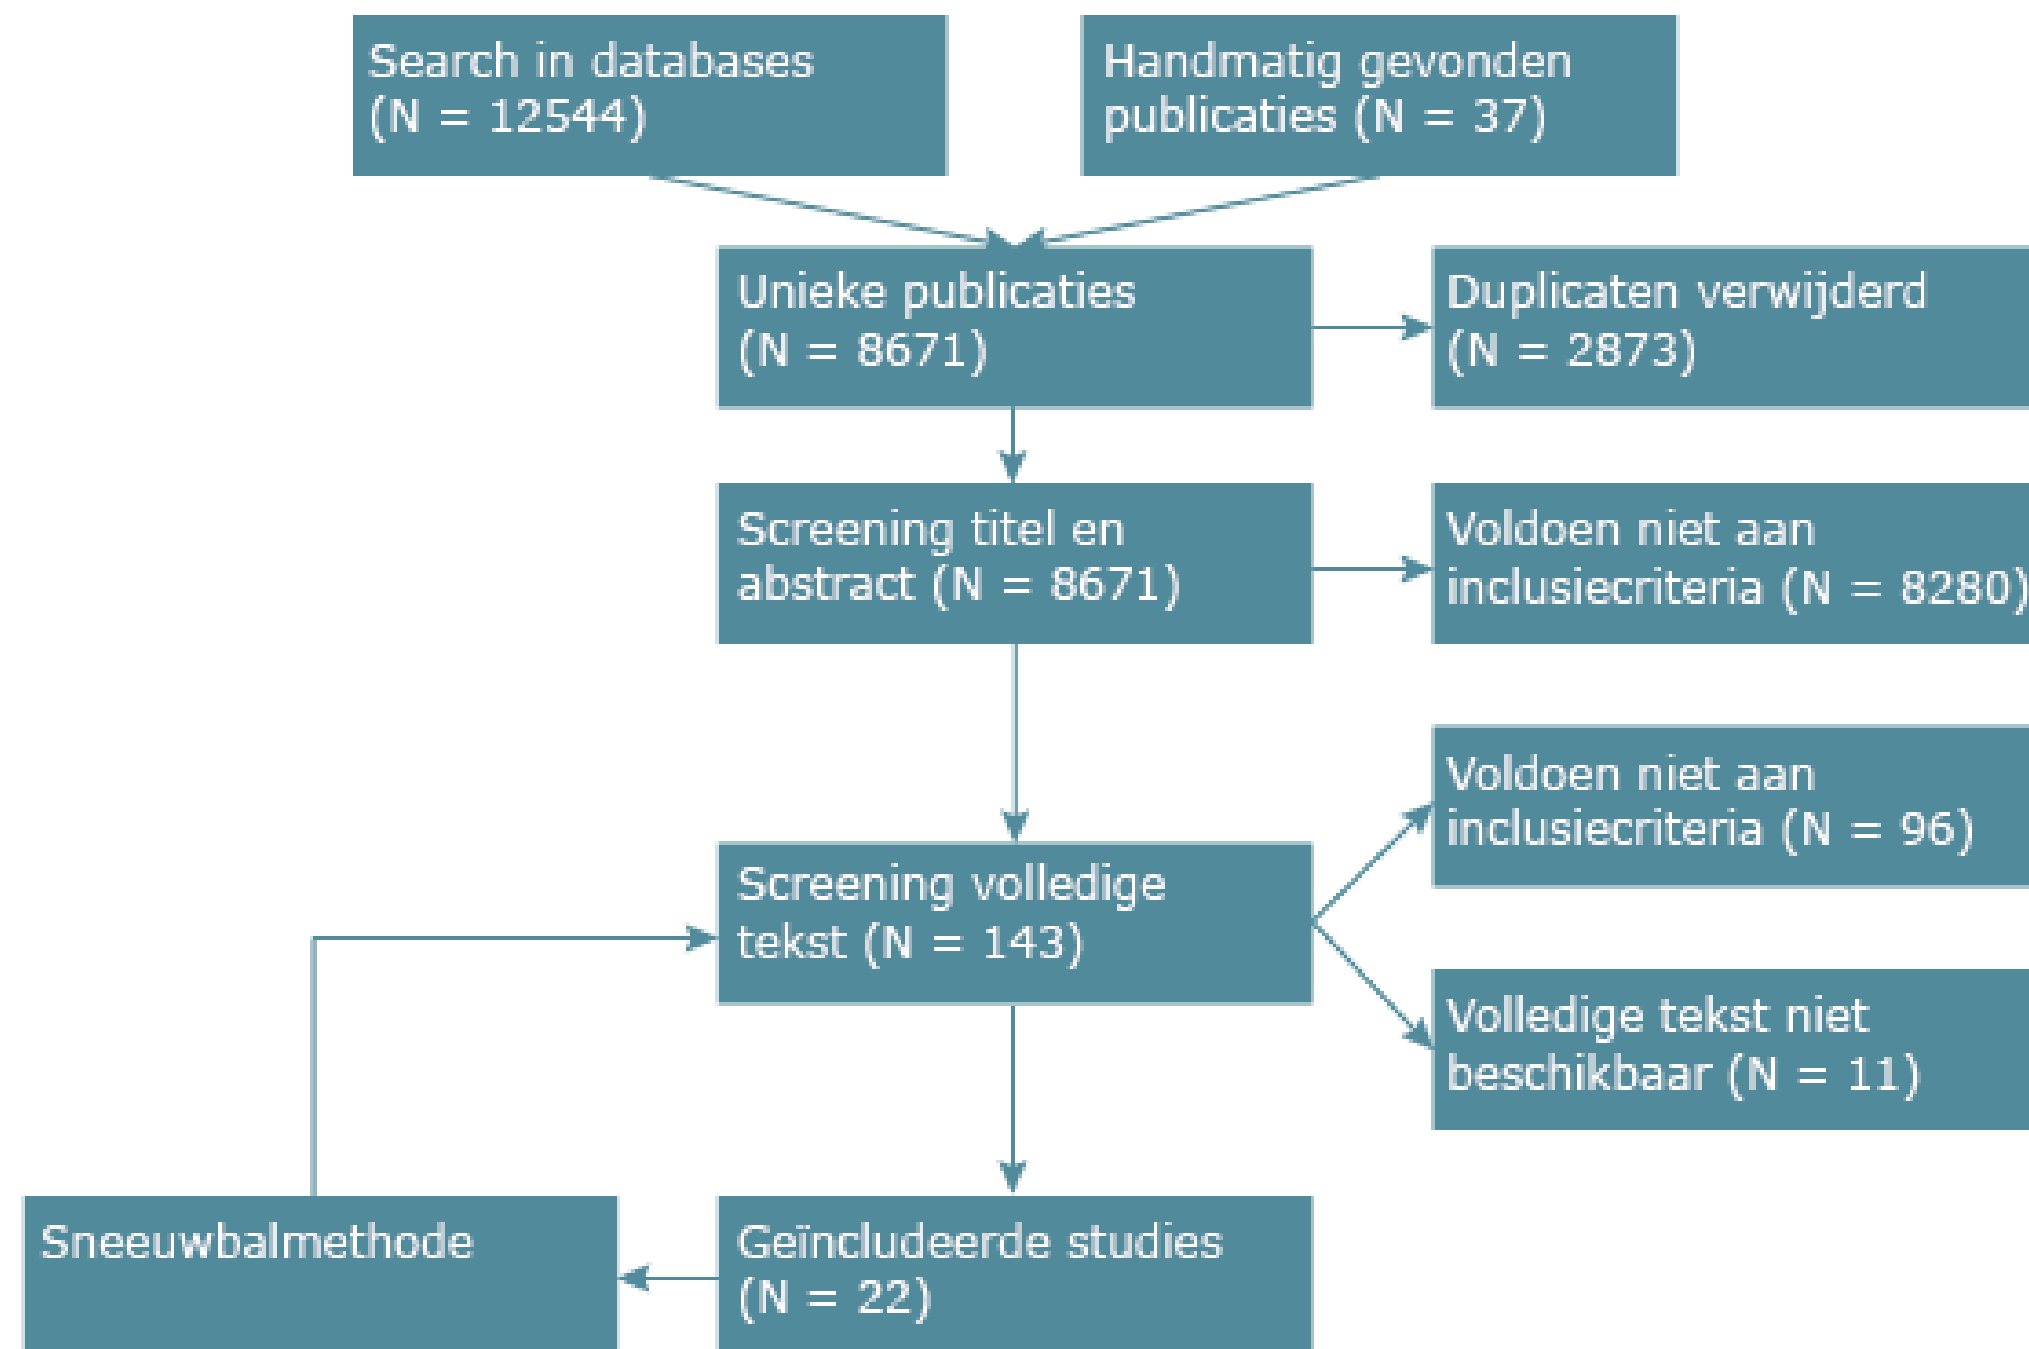 Search in databases
(N = 12544)
Handmatig gevonden
publicaties (N = 37)
Unieke publicaties
(N = 8671)
Duplicaten verwijderd
(N = 2873)
Screening titel en
abstract (N = 8671)
Voldoen niet aan
inclusiecriteria (N = 8280)
Voldoen niet aan
inclusiecriteria (N = 96)
Screening volledige
tekst (N = 143)
Volledige tekst niet
beschikbaar (N = 11)
Sneeuwbalmethode
Geïncludeerde studies
(N = 22)